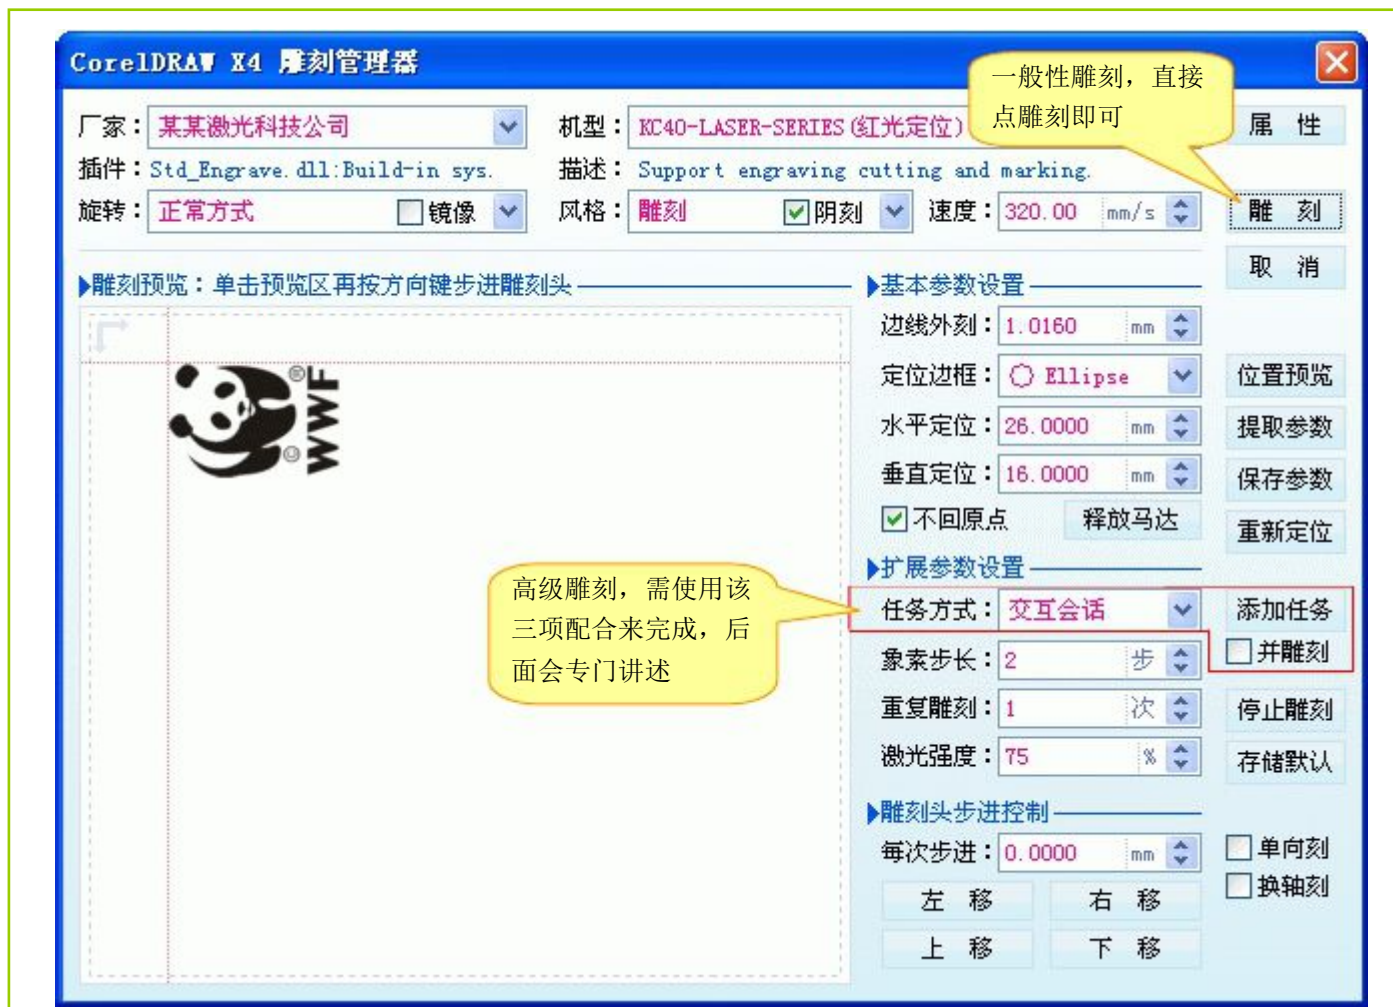 CorelDRAW X4 雕刻管理器
一般性雕刻，直接
点雕刻即可
厂家：某某激光科技公司
机型：KC40-LASER-SERIES(红光定位)
属 性
插件：Std_Engrave.dll:Build-in sys.
描述：Support engraving cutting and marking.
旋转：正常方式 镜像
风格：雕刻 阴刻
速度：320.00 mm/s
雕 刻
取 消
雕刻预览：单击预览区再按方向键步进雕刻头
WWF
基本参数设置
边线外刻：1.0160 mm
定位边框：Ellipse
位置预览
水平定位：26.0000 mm
提取参数
垂直定位：16.0000 mm
保存参数
不回原点 释放马达
重新定位
扩展参数设置
高级雕刻，需使用该
三项配合来完成，后
面会专门讲述
任务方式：交互会话
添加任务
并雕刻
象索步长：2 步
重复雕刻：1 次
停止雕刻
激光强度：75 %
存储默认
雕刻头步进控制
每次步进：0.0000 mm
单向刻
换轴刻
左 移 右 移
上 移 下 移